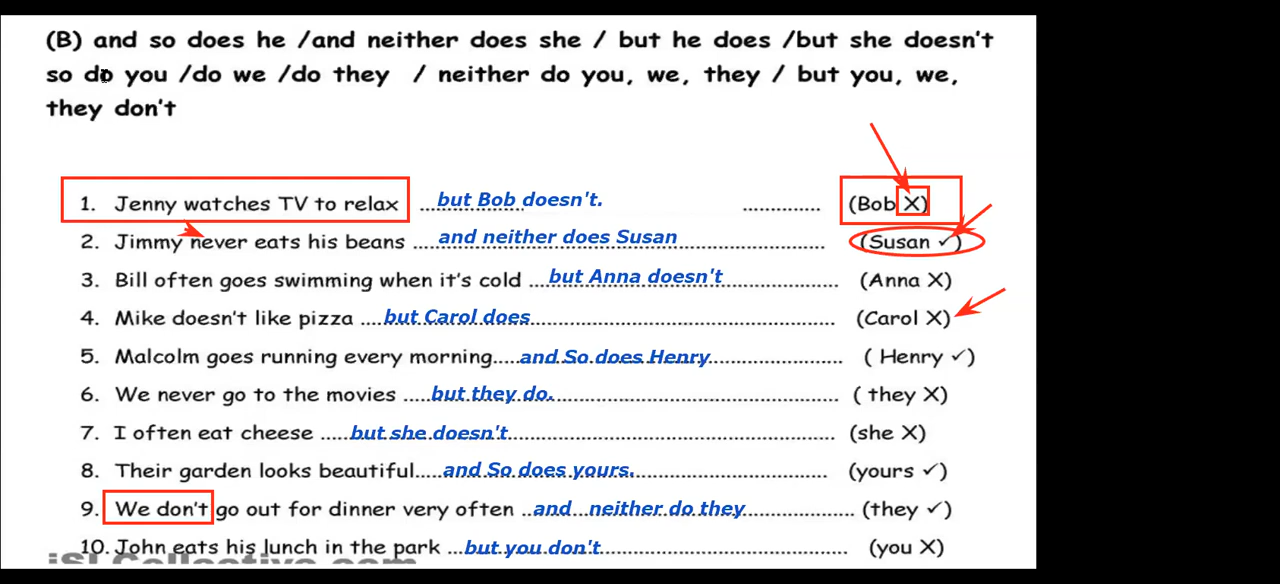 (B) and so does he /and neither does she / but he does /but she doesn't
so do you /do we /do they / neither do you, we, they / but you, we,
they don't
1. Jenny watches TV to relax ...but Bob doesn't. ............ (Bob X)
2. Jimmy never eats his beans ...and neither does Susan... (Susan ✓)
3. Bill often goes swimming when it's cold ...but Anna doesn't... (Anna X)
4. Mike doesn't like pizza ....but Carol does... (Carol X)
5. Malcolm goes running every morning.....and So does Henry... ( Henry ✓)
6. We never go to the movies ....but they do.... ( they X)
7. I often eat cheese ....but she doesn't... (she X)
8. Their garden looks beautiful....and So does yours.... (yours ✓)
9. We don't go out for dinner very often ..and neither do they... (they ✓)
10. John eats his lunch in the park ...but you don't... (you X)
iSLCollective.com